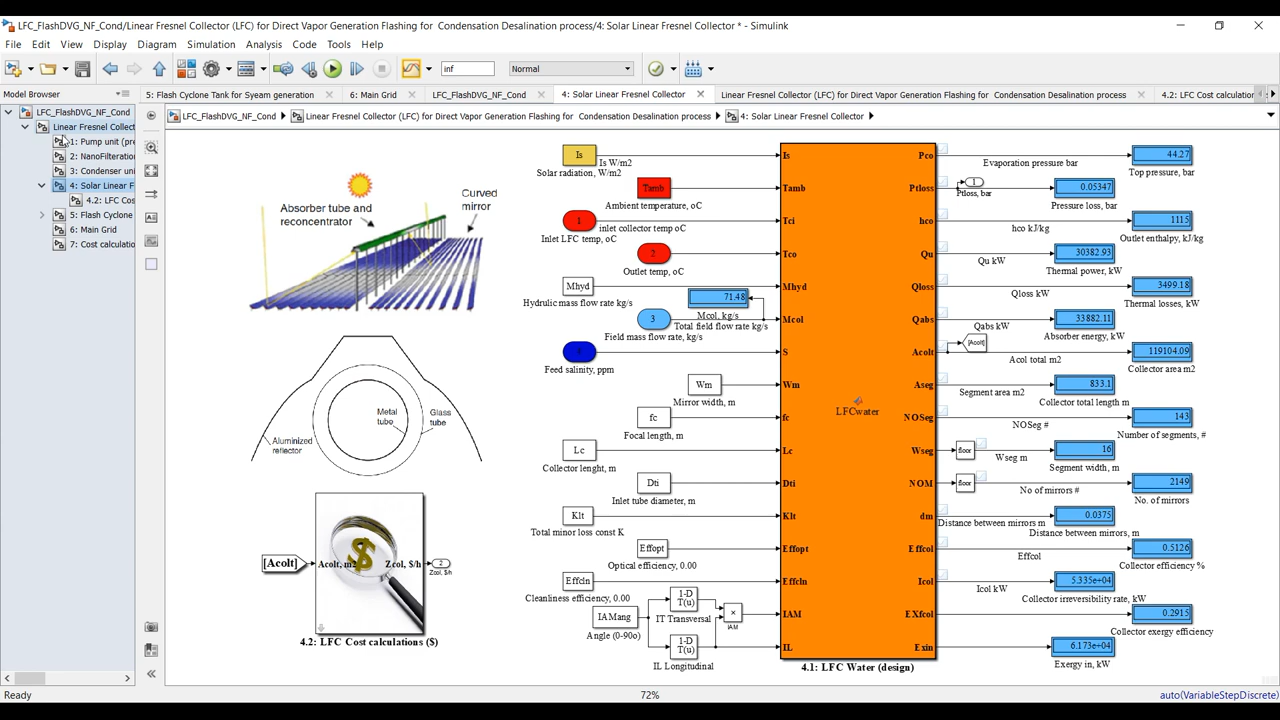 LFC_FlashDVG_NF_Cond/Linear Fresnel Collector (LFC) for Direct Vapor Generation Flashing for Condensation Desalination process/4: Solar Linear Fresnel Collector * - Simulink
File Edit View Display Diagram Simulation Analysis Code Tools Help
inf Normal
Model Browser
5: Flash Cyclone Tank for Syeam generation 6: Main Grid LFC_FlashDVG_NF_Cond 4: Solar Linear Fresnel Collector Linear Fresnel Collector (LFC) for Direct Vapor Generation Flashing for Condensation Desalination process 4.2: LFC Cost calculation
LFC_FlashDVG_NF_Cond Linear Fresnel Collector (LFC) for Direct Vapor Generation Flashing for Condensation Desalination process 4: Solar Linear Fresnel Collector
LFC_FlashDVG_NF_Cond
Linear Fresnel Collect
1: Pump unit (pre
2: NanoFilteration
3: Condenser uni
4: Solar Linear F
4.2: LFC Cos
5: Flash Cyclone
6: Main Grid
7: Cost calculatio
Absorber tube and
reconcentrator
Curved
mirror
Metal
tube
Glass
tube
Aluminized
reflector
[Acolt]
Acolt, m2
$
Zcol, $/h
2
Zcol, $/h
4.2: LFC Cost calculations ($)
Is
Is W/m2
Solar radiation, W/m2
Tamb
Ambient temperature, oC
1
inlet collector temp oC
Inlet LFC temp, oC
2
Outlet temp, oC
Mhyd
Hydrulic mass flow rate kg/s
71.48
Mcol, kg/s
3
Total field flow rate kg/s
Field mass flow rate, kg/s
Feed salinity, ppm
Wm
Mirror width, m
fc
Focal length, m
Lc
Collector lenght, m
Dti
Inlet tube diameter, m
Klt
Total minor loss const K
Effopt
Optical efficiency, 0.00
Effcln
Cleanliness efficiency, 0.00
IAMang
Angle (0-90o)
1-D
T(u)
IT Transversal
1-D
T(u)
IL Longitudinal
×
IAM
Is
Tamb
Tci
Tco
Mhyd
Mcol
S
Wm
fc
Lc
Dti
Klt
Effopt
Effcln
IAM
IL
LFCwater
4.1: LFC Water (design)
Pco
Ptloss
hco
Qu
Qloss
Qabs
Acolt
Aseg
NOSeg
Wseg
NOM
dm
Effcol
Icol
EXfcol
Exin
Evaporation pressure bar
44.27
Top pressure, bar
1
Ptloss, bar
0.05347
Pressure loss, bar
hco kJ/kg
1115
Outlet enthalpy, kJ/kg
Qu kW
30382.93
Thermal power, kW
Qloss kW
3499.18
Thermal losses, kW
Qabs kW
33882.11
Absorber energy, kW
[Acolt]
Acol total m2
119104.09
Collector area m2
Segment area m2
833.1
Collector total length m
NOSeg #
143
Number of segments, #
floor
Wseg m
16
Segment width, m
floor
No of mirrors #
2149
No. of mirrors
Distance between mirrors m
0.0375
Distance between mirrors, m
Effcol
0.5126
Collector efficiency %
Icol kW
5.335e+04
Collector irreversibility rate, kW
0.2915
Collector exergy efficiency
6.173e+04
Exergy in, kW
Ready 72% auto(VariableStepDiscrete)